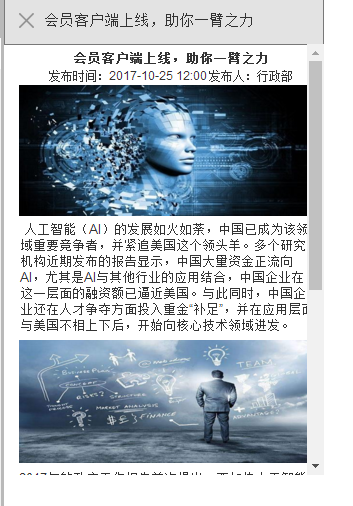 会员客户端上线，助你一臂之力
会员客户端上线，助你一臂之力
发布时间：2017-10-25 12:00发布人：行政部
人工智能（AI）的发展如火如荼，中国已成为该领
域重要竞争者，并紧追美国这个领头羊。多个研究
机构近期发布的报告显示，中国大量资金正流向
AI，尤其是AI与其他行业的应用结合，中国企业在
这一层面的融资额已逼近美国。与此同时，中国企
业还在人才争夺方面投入重金“补足”，并在应用层面
与美国不相上下后，开始向核心技术领域进发。
TEAMS
RISKS?
STRATEGIES
MARKET ANALYSIS
FINANCE
ADVANTAGES?